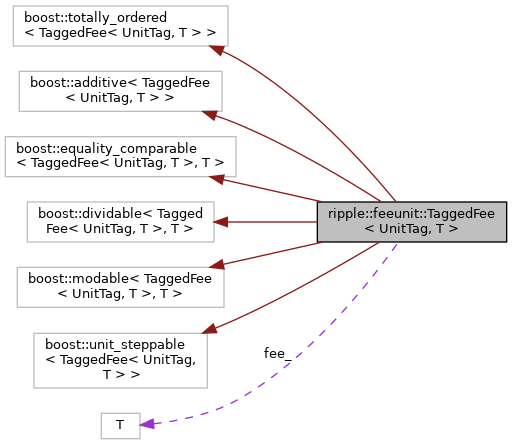 boost::totally_ordered
< TaggedFee< UnitTag, T > >
boost::additive< TaggedFee
< UnitTag, T > >
boost::equality_comparable
< TaggedFee< UnitTag, T >, T >
boost::dividable< Tagged
Fee< UnitTag, T >, T >
ripple::feeunit::TaggedFee
< UnitTag, T >
boost::modable< TaggedFee
< UnitTag, T >, T >
boost::unit_steppable
< TaggedFee< UnitTag,
T > >
fee_
T